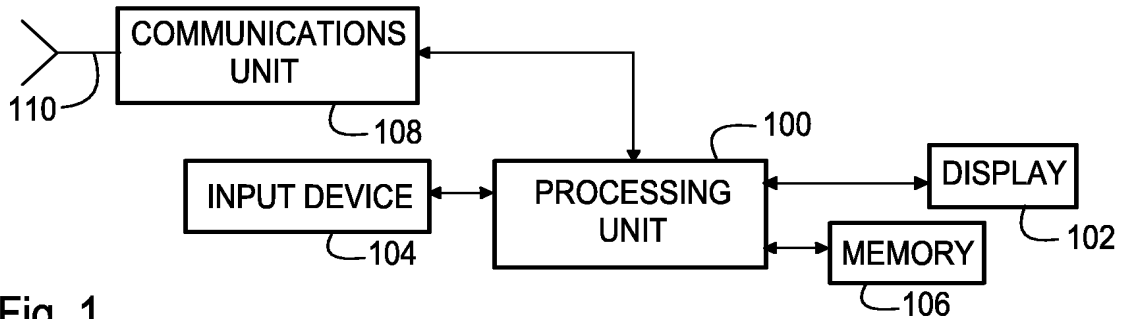 COMMUNICATIONS
UNIT
110
108
100
INPUT DEVICE
104
PROCESSING
UNIT
DISPLAY
102
MEMORY
106
Fig. 1